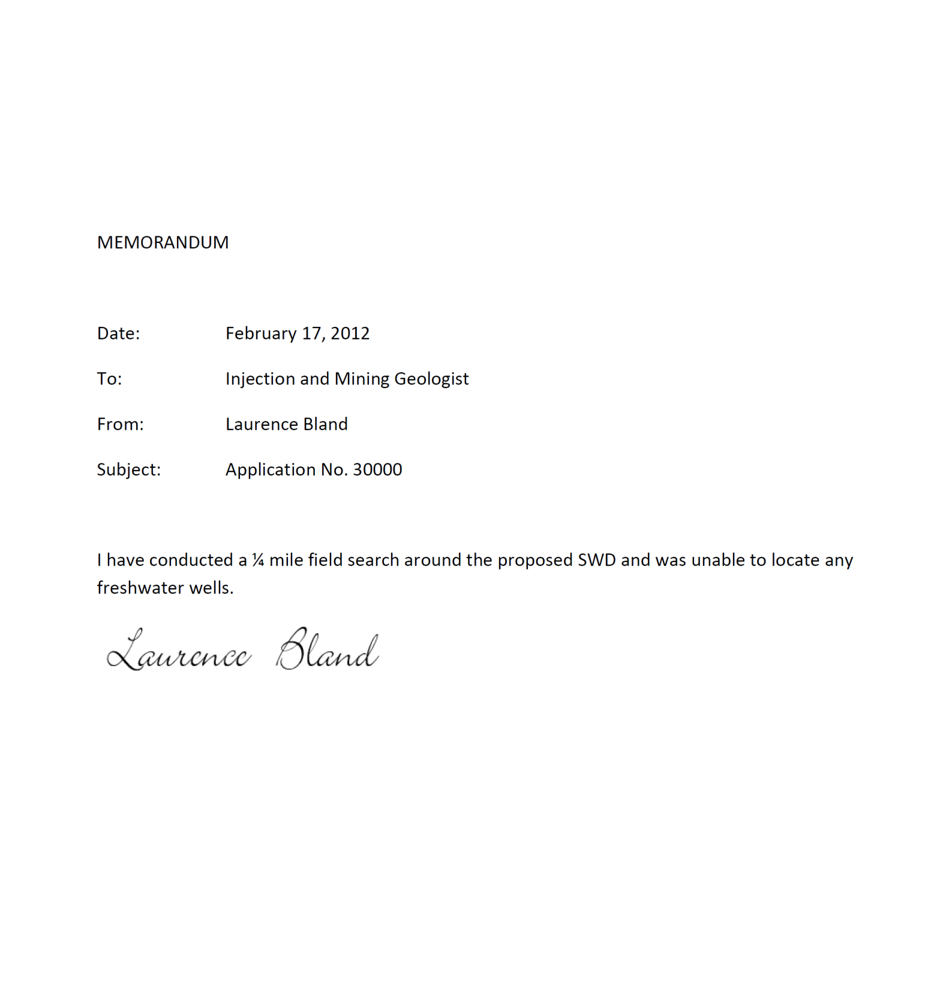 MEMORANDUM
Date: February 17, 2012
To: Injection and Mining Geologist
From: Laurence Bland
Subject: Application No. 30000
I have conducted a ¼ mile field search around the proposed SWD and was unable to locate any
freshwater wells.
Laurence Bland